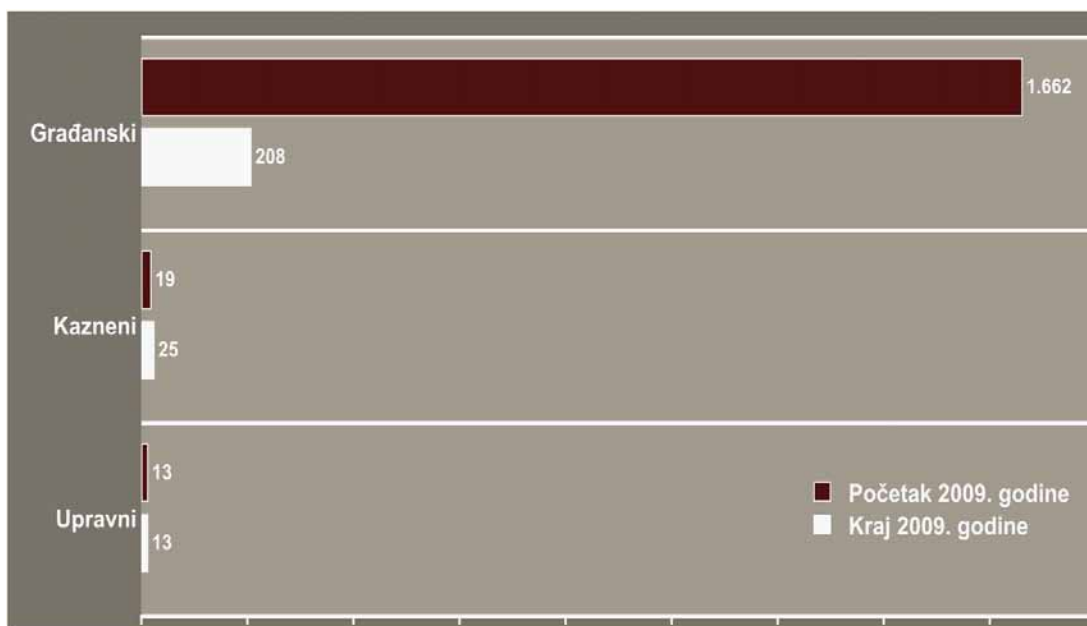 1.662
Građanski
208
19
Kazneni
25
13
Upravni
13
Početak 2009. godine
Kraj 2009. godine